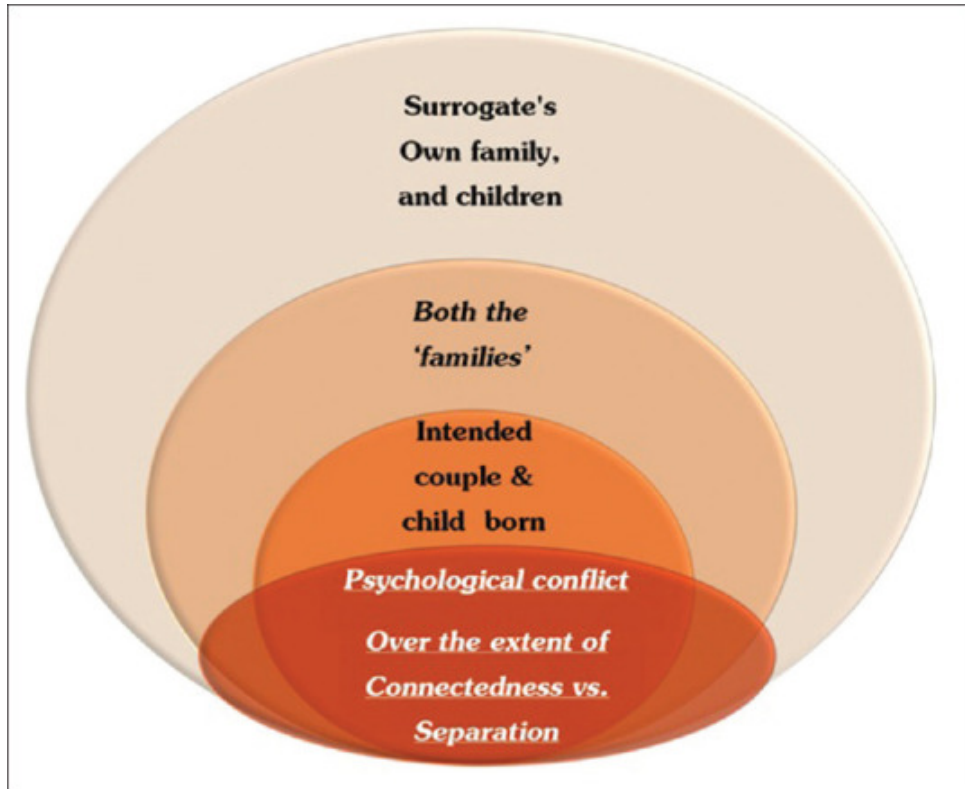 Surrogate's
Own family,
and children
Both the
‘families’
Intended
couple &
child born
Psychological conflict
Over the extent of
Connectedness vs.
Separation